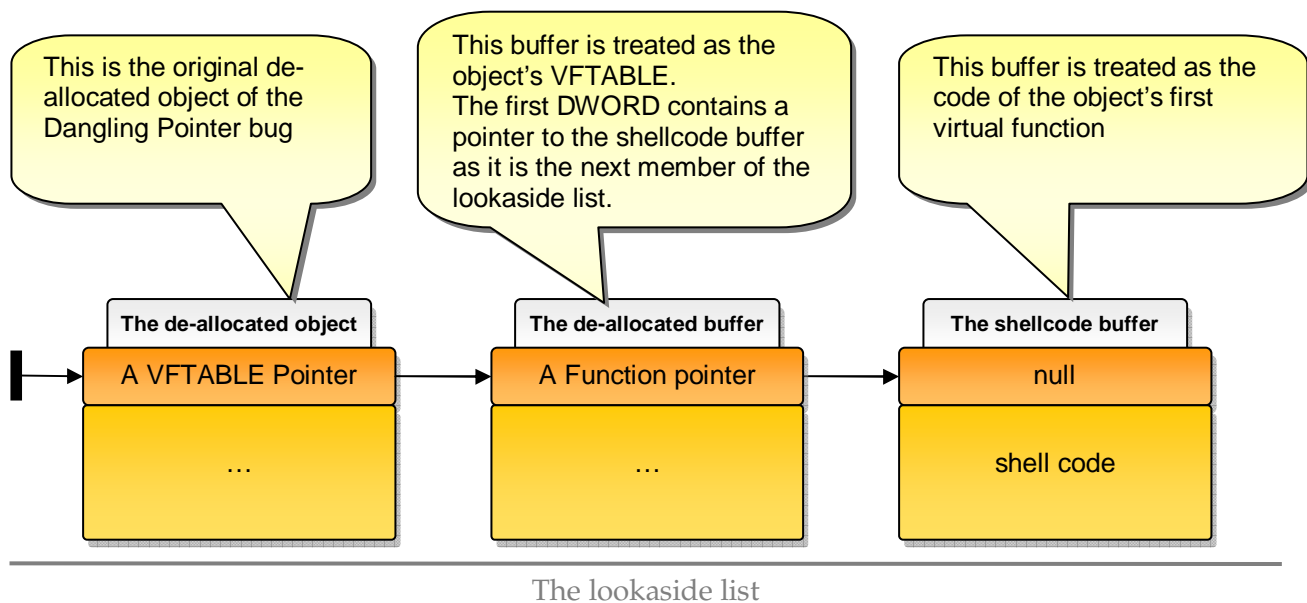 This is the original de-
allocated object of the
Dangling Pointer bug
This buffer is treated as the
object's VFTABLE.
The first DWORD contains a
pointer to the shellcode buffer
as it is the next member of the
lookaside list.
This buffer is treated as the
code of the object's first
virtual function
The de-allocated object
A VFTABLE Pointer
…
The de-allocated buffer
A Function pointer
…
The shellcode buffer
null
shell code
The lookaside list